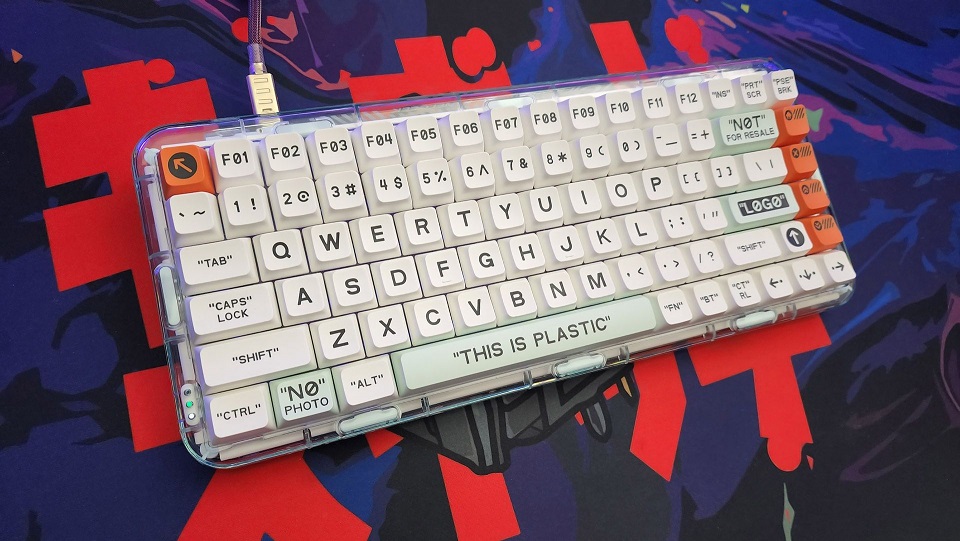 F01 F02 F03 F04 F05 F06 F07 F08 F09 F10 F11 F12 "INS" "PRT" SCR "PSE" BRK
` ~ 1 ! 2 @ 3 # 4 $ 5 % 6 ^ 7 & 8 * 9 ( 0 ) - _ = + "NØT" FOR RESALE
"TAB" Q W E R T Y U I O P [ { ] } \ |
"CAPS" LOCK A S D F G H J K L ; : ' " "LOGO"
"SHIFT" Z X C V B N M , < . > / ? "SHIFT" ↑
"CTRL" "NØ" PHOTO "ALT" "THIS IS PLASTIC" "FN" "BT" "CT" RL ← ↓ →